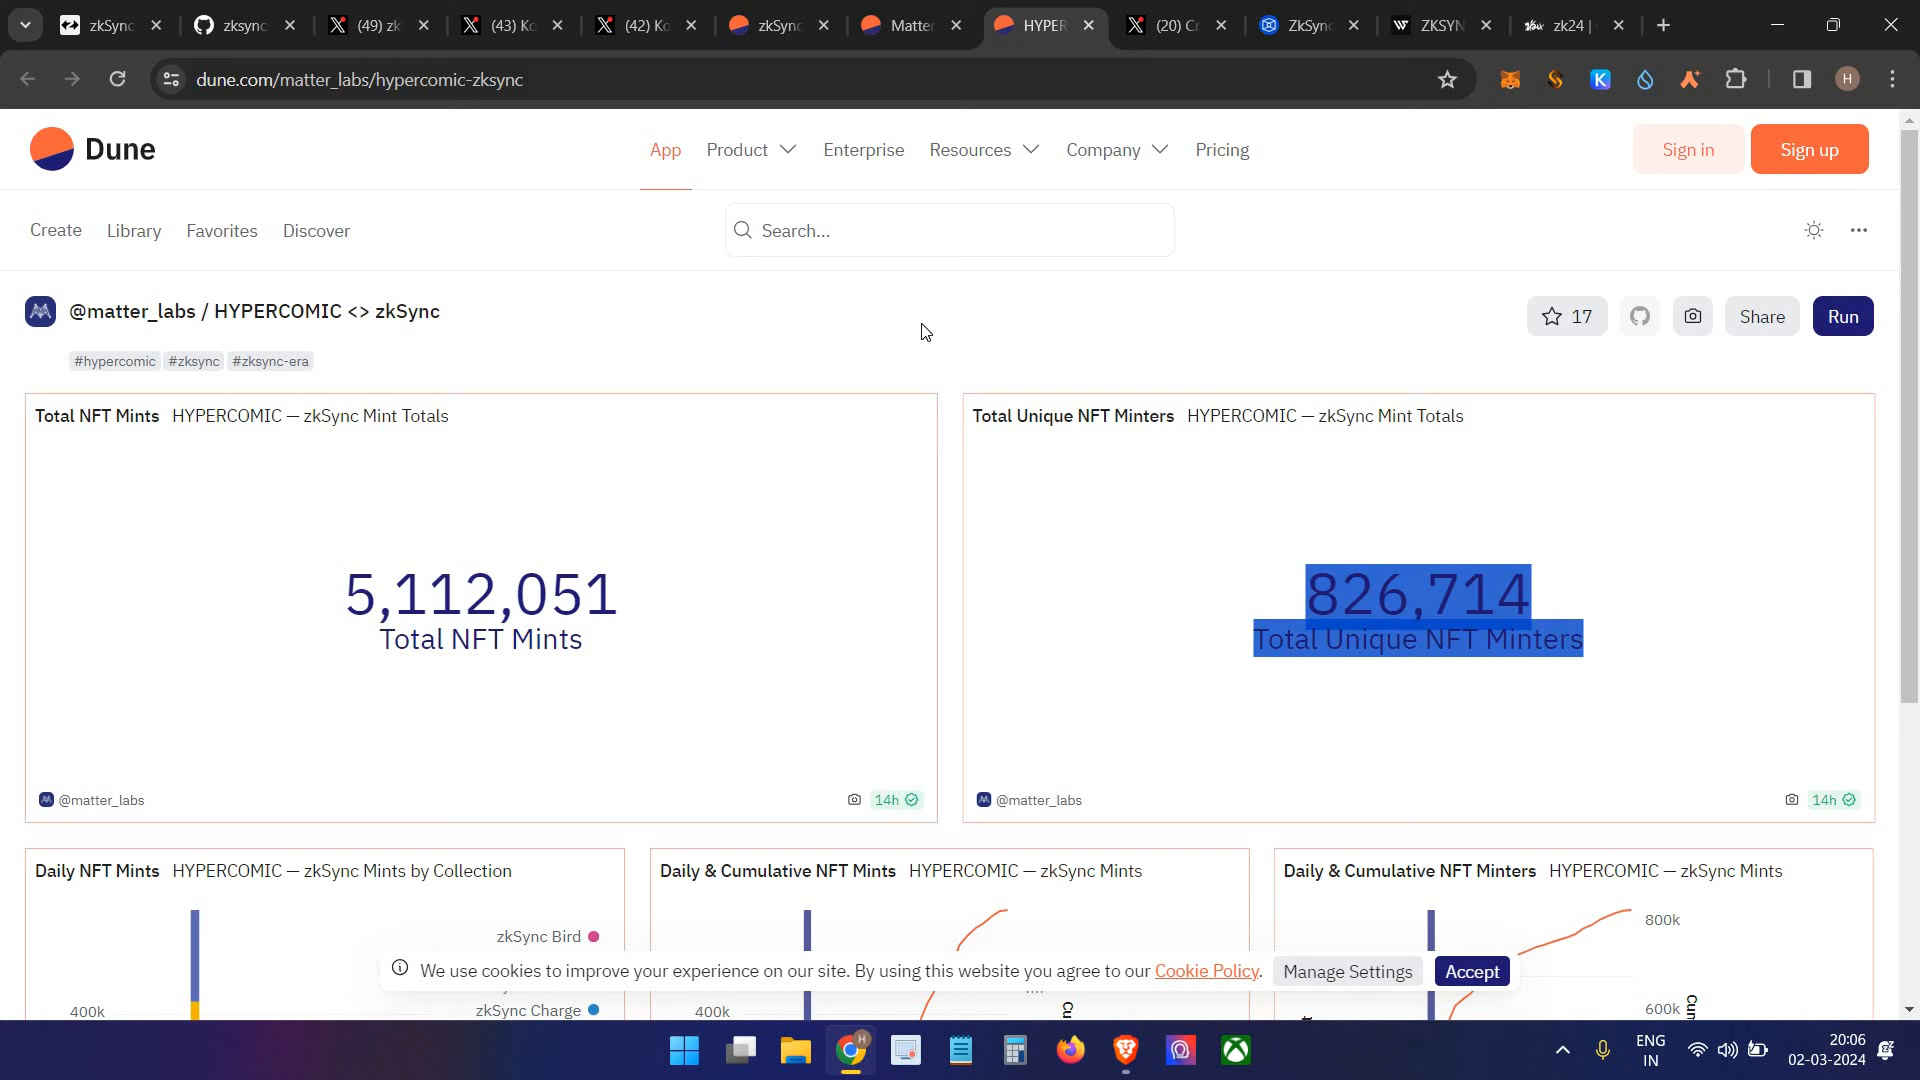 zkSync
zksync
(49) zk
(43) Ko
(42) Ko
zkSync
Matter
HYPER
(20) Cr
ZkSync
ZKSYN
zk24 |
dune.com/matter_labs/hypercomic-zksync
H
Dune
App
Product
Enterprise
Resources
Company
Pricing
Sign in
Sign up
Create
Library
Favorites
Discover
Search...
@matter_labs / HYPERCOMIC <> zkSync
17
Share
Run
#hypercomic #zksync #zksync-era
Total NFT Mints HYPERCOMIC — zkSync Mint Totals
5,112,051
Total NFT Mints
@matter_labs
14h
Total Unique NFT Minters HYPERCOMIC — zkSync Mint Totals
826,714
Total Unique NFT Minters
@matter_labs
14h
Daily NFT Mints HYPERCOMIC — zkSync Mints by Collection
zkSync Bird
zkSync Charge
400k
Daily & Cumulative NFT Mints HYPERCOMIC — zkSync Mints
400k
Cu
Daily & Cumulative NFT Minters HYPERCOMIC — zkSync Mints
800k
600k
Cum
We use cookies to improve your experience on our site. By using this website you agree to our Cookie Policy.
Manage Settings
Accept
ENG
IN
20:06
02-03-2024